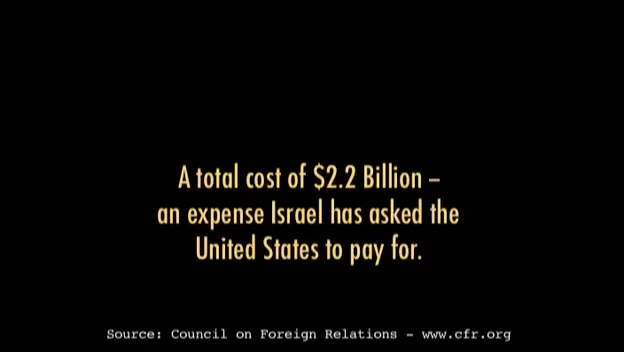 A total cost of $2.2 Billion –
an expense Israel has asked the
United States to pay for.
Source: Council on Foreign Relations – www.cfr.org